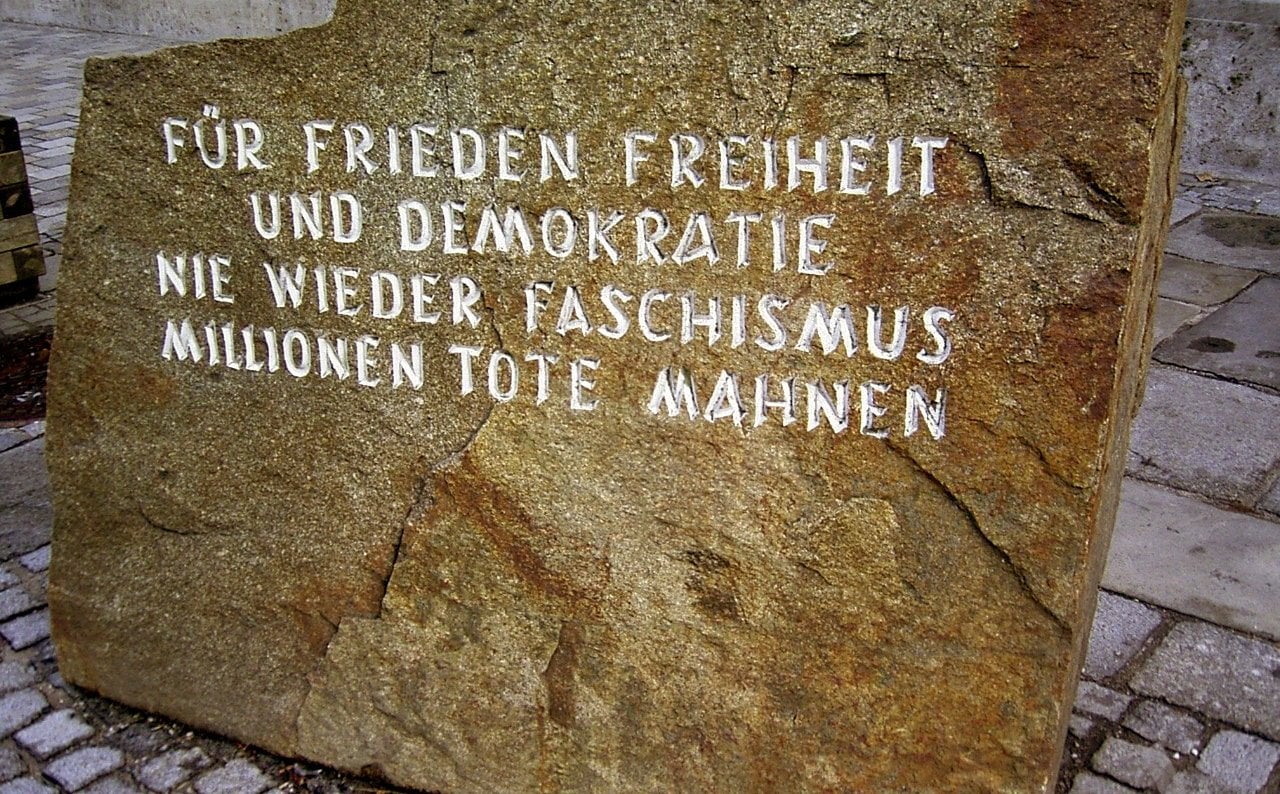 FÜR FRIEDEN FREIHEIT
UND DEMOKRATIE
NIE WIEDER FASCHISMUS
MILLIONEN TOTE MAHNEN